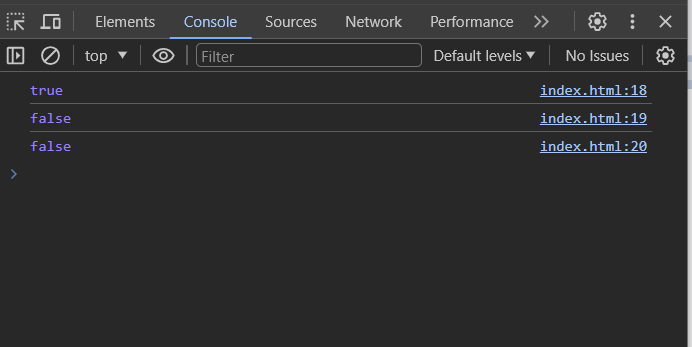 Elements Console Sources Network Performance
top Filter Default levels No Issues
true index.html:18
false index.html:19
false index.html:20